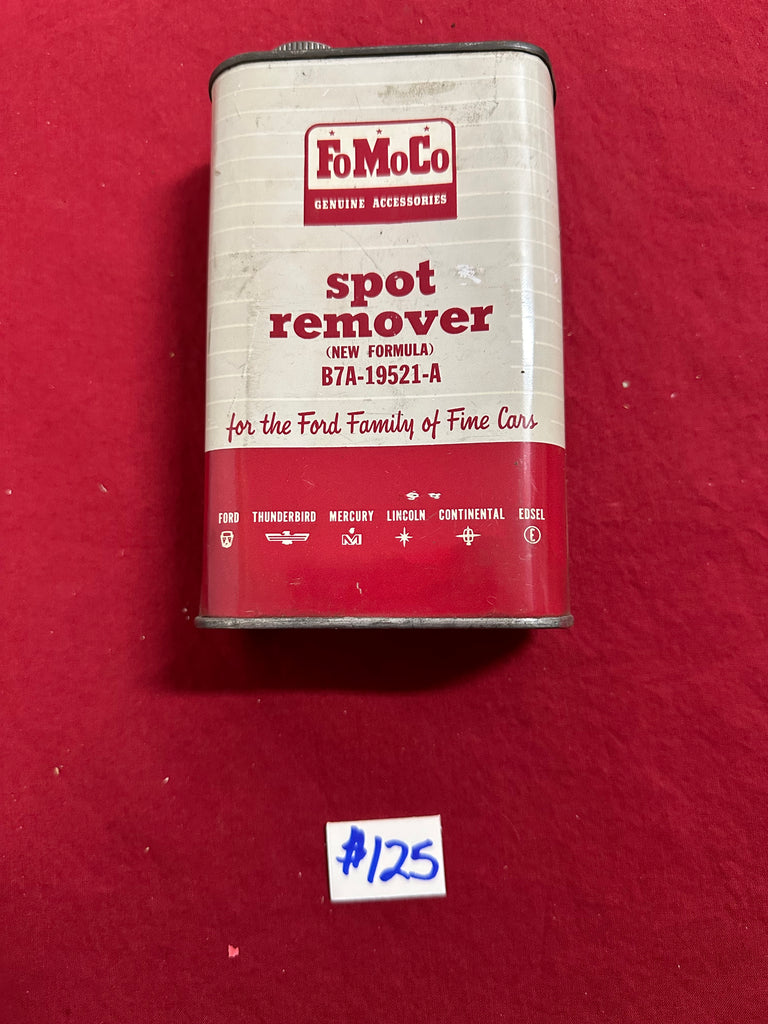 FoMoCo
GENUINE ACCESSORIES
spot
remover
(NEW FORMULA)
B7A-19521-A
for the Ford Family of Fine Cars
FORD THUNDERBIRD MERCURY LINCOLN CONTINENTAL EDSEL
M E
#125